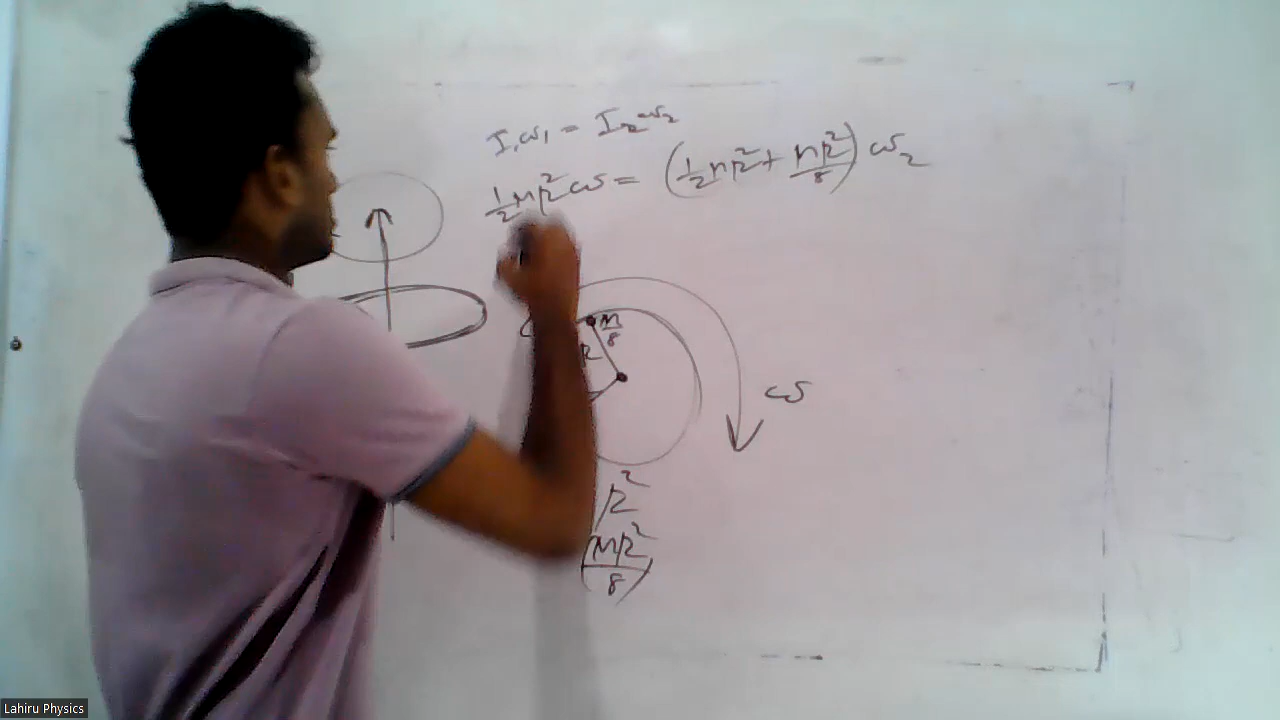 I₁ω₁ = I₂ω₂
½MR²ω = (½MR² + MR²/8) ω₂
M/8
R
ω
R²
(MR²/8)
Lahiru Physics